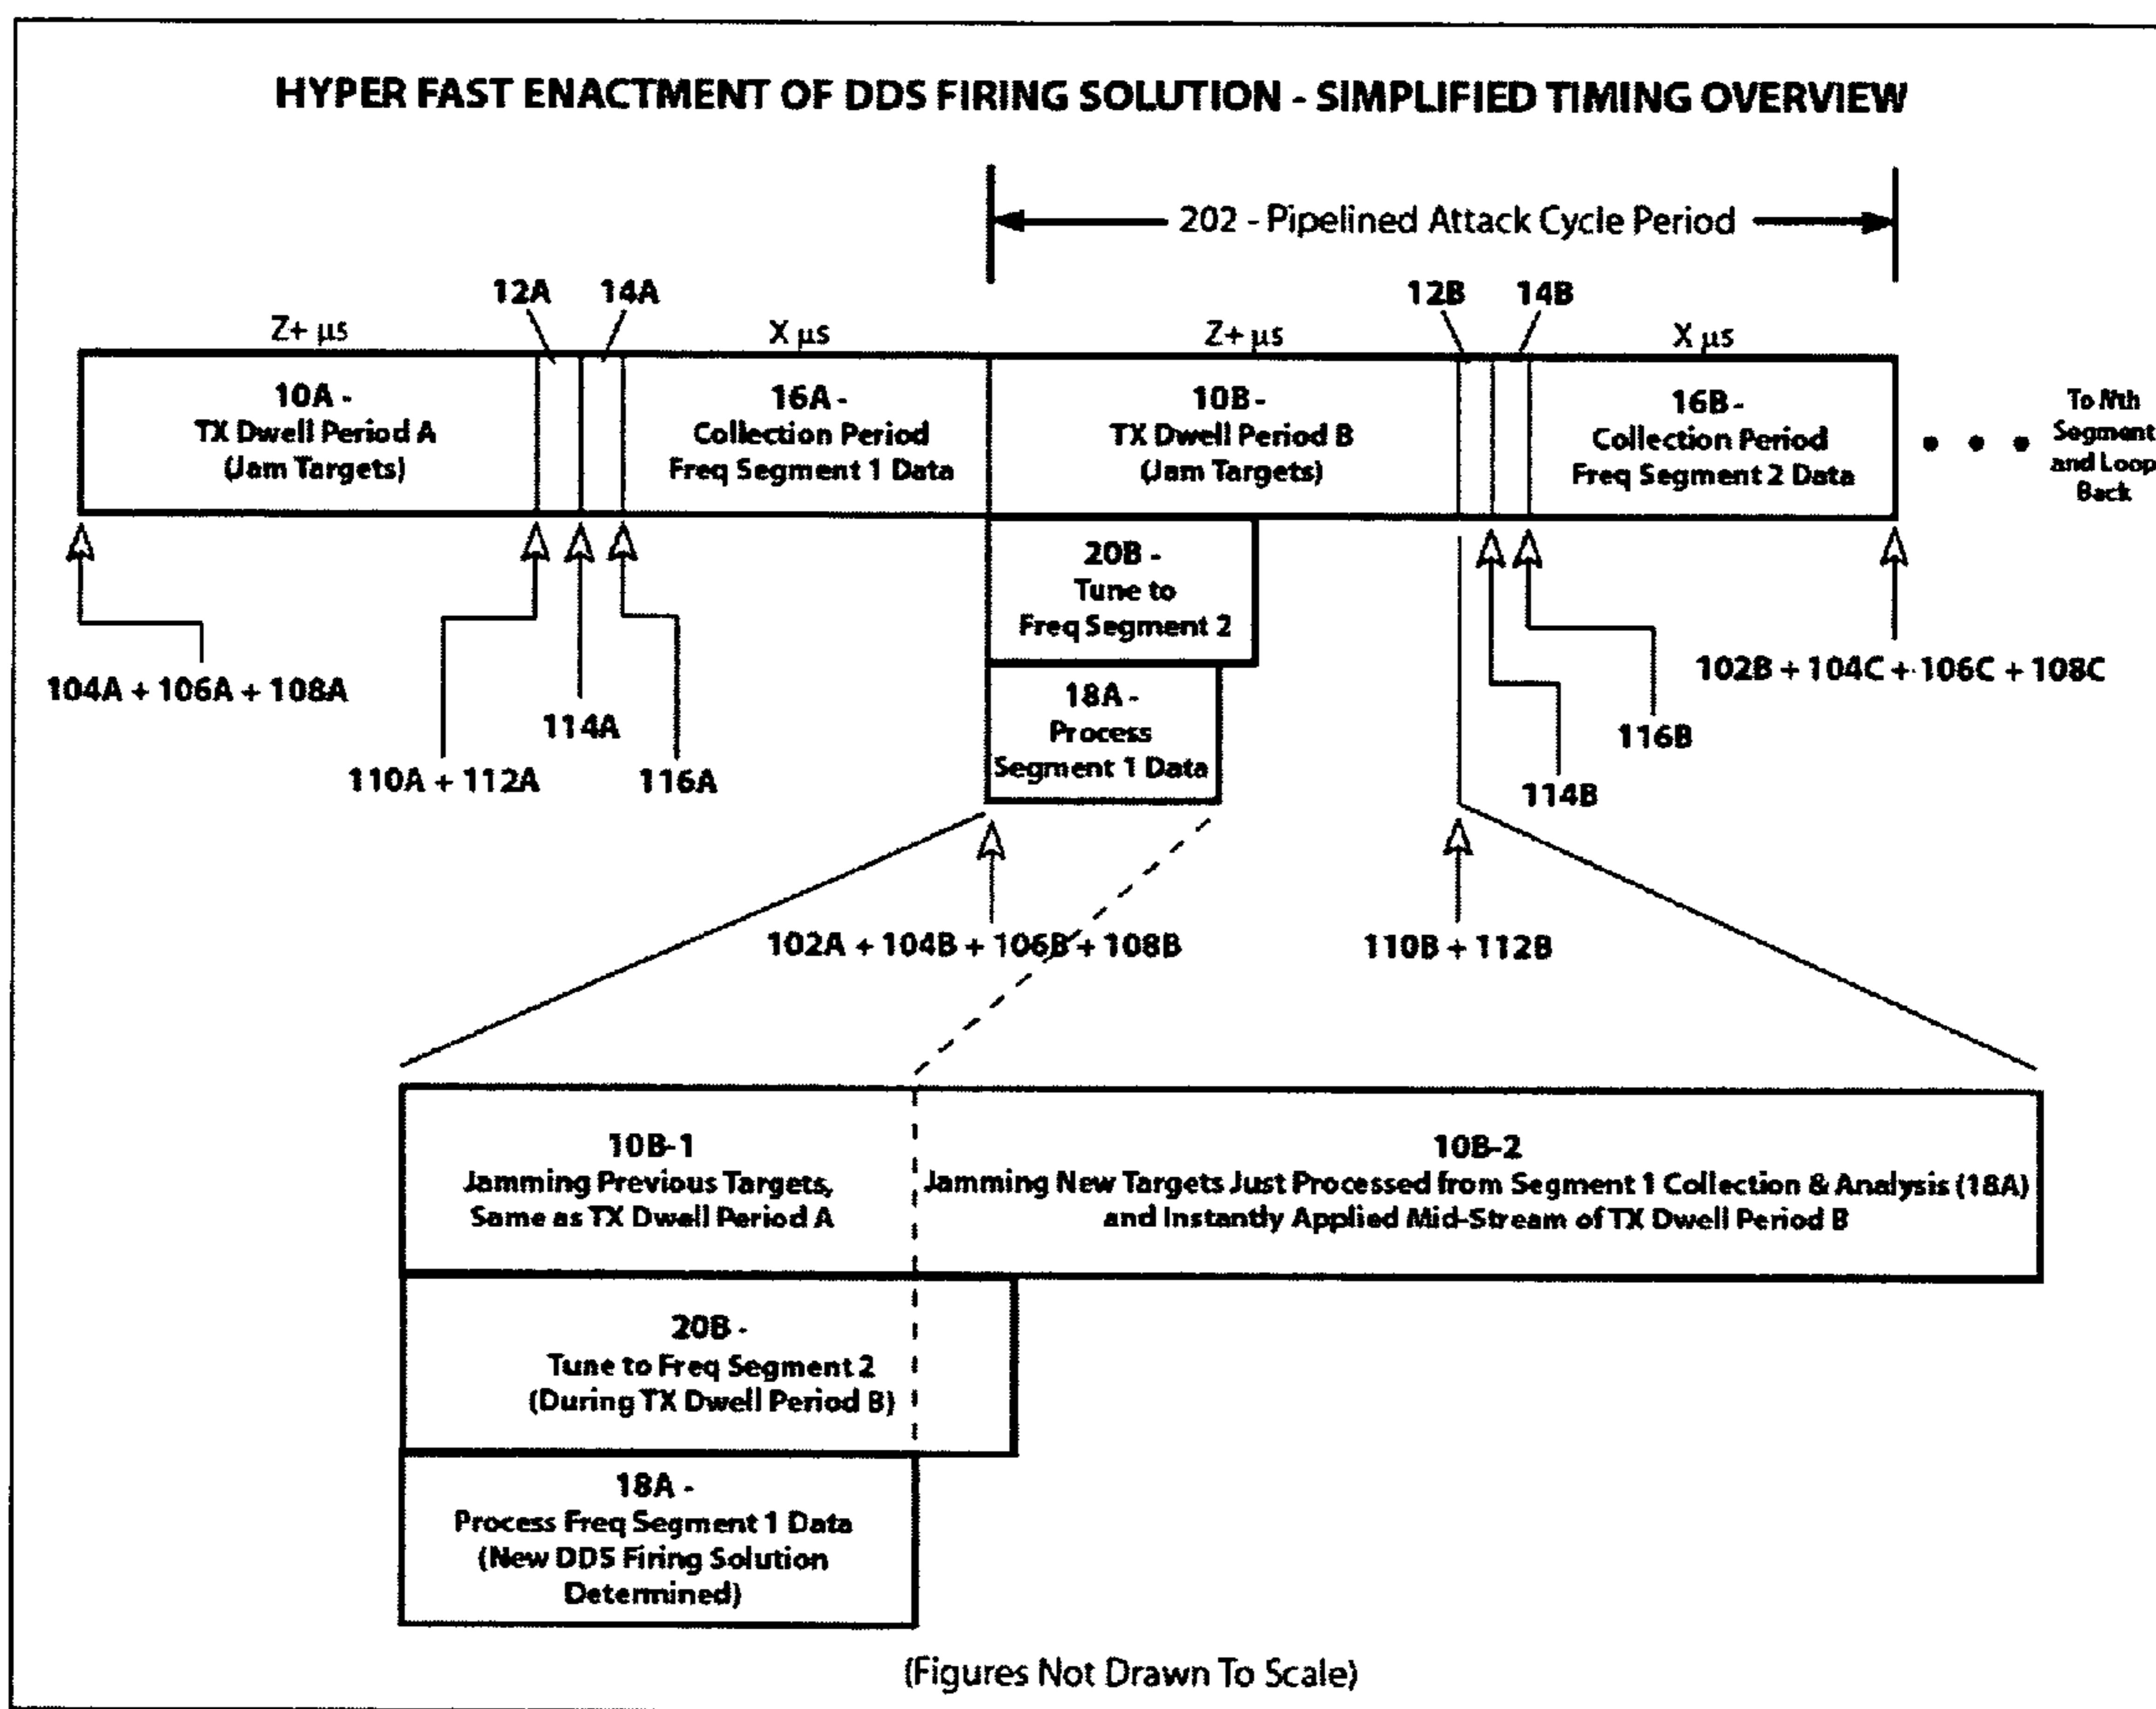 HYPER FAST ENACTMENT OF DDS FIRING SOLUTION - SIMPLIFIED TIMING OVERVIEW
202 - Pipelined Attack Cycle Period
12A
14A
12B
14B
Z+ µs
X µs
Z+ µs
X µs
10A -
TX Dwell Period A
(Jam Targets)
16A -
Collection Period
Freq Segment 1 Data
10B-
TX Dwell Period B
(Jam Targets)
16B-
Collection Period
Freq Segment 2 Data
To Nth
Segment
and Loop
Back
20B -
Tune to
Freq Segment 2
18A -
Process
Segment 1 Data
104A + 106A + 108A
110A + 112A
114A
116A
102B + 104C + 106C + 108C
116B
114B
102A + 104B + 106B + 108B
110B + 112B
10B-1
Jamming Previous Targets,
Same as TX Dwell Period A
10B-2
Jamming New Targets Just Processed from Segment 1 Collection & Analysis (18A)
and Instantly Applied Mid-Stream of TX Dwell Period B
20B -
Tune to Freq Segment 2
(During TX Dwell Period B)
18A -
Process Freq Segment 1 Data
(New DDS Firing Solution
Determined)
(Figures Not Drawn To Scale)